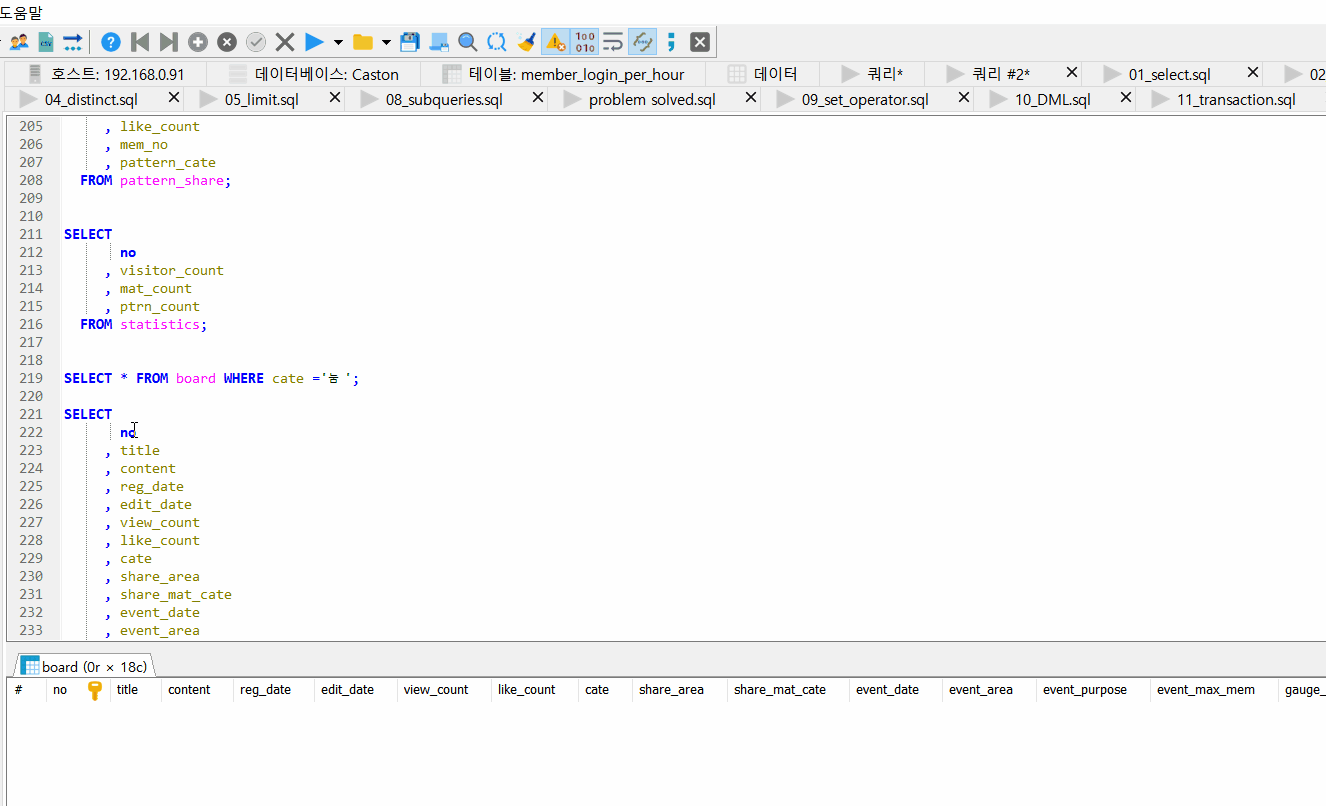 도움말
호스트: 192.168.0.91 데이터베이스: Caston 테이블: member_login_per_hour 데이터 쿼리* 쿼리 #2* 01_select.sql 02
04_distinct.sql 05_limit.sql 08_subqueries.sql problem solved.sql 09_set_operator.sql 10_DML.sql 11_transaction.sql
205 , like_count
206 , mem_no
207 , pattern_cate
208 FROM pattern_share;
209
210
211 SELECT
212 no
213 , visitor_count
214 , mat_count
215 , ptrn_count
216 FROM statistics;
217
218
219 SELECT * FROM board WHERE cate ='눔 ';
220
221 SELECT
222 no
223 , title
224 , content
225 , reg_date
226 , edit_date
227 , view_count
228 , like_count
229 , cate
230 , share_area
231 , share_mat_cate
232 , event_date
233 , event_area
board (0r × 18c)
# no title content reg_date edit_date view_count like_count cate share_area share_mat_cate event_date event_area event_purpose event_max_mem gauge_